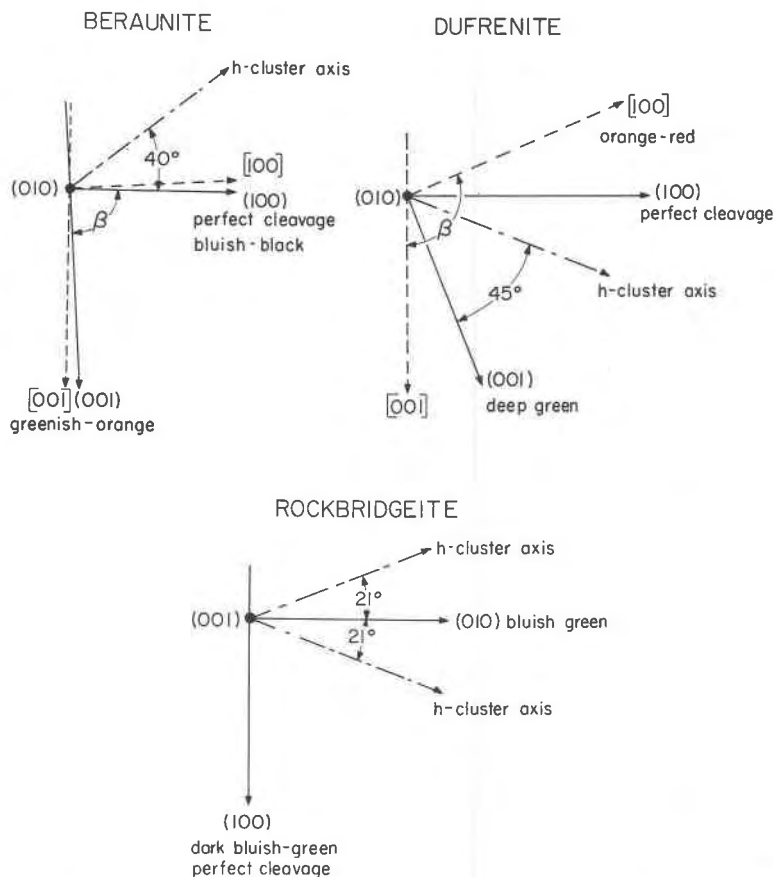 BERAUNITE
h-cluster axis
40°
[100]
(010)
(100)
β
perfect cleavage
bluish-black
[001](001)
greenish-orange
DUFRENITE
[100]
orange-red
(010)
(100)
perfect cleavage
β
h-cluster axis
45°
(001)
deep green
[001]
ROCKBRIDGEITE
h-cluster axis
21°
(001)
(010) bluish green
21°
h-cluster axis
(100)
dark bluish-green
perfect cleavage